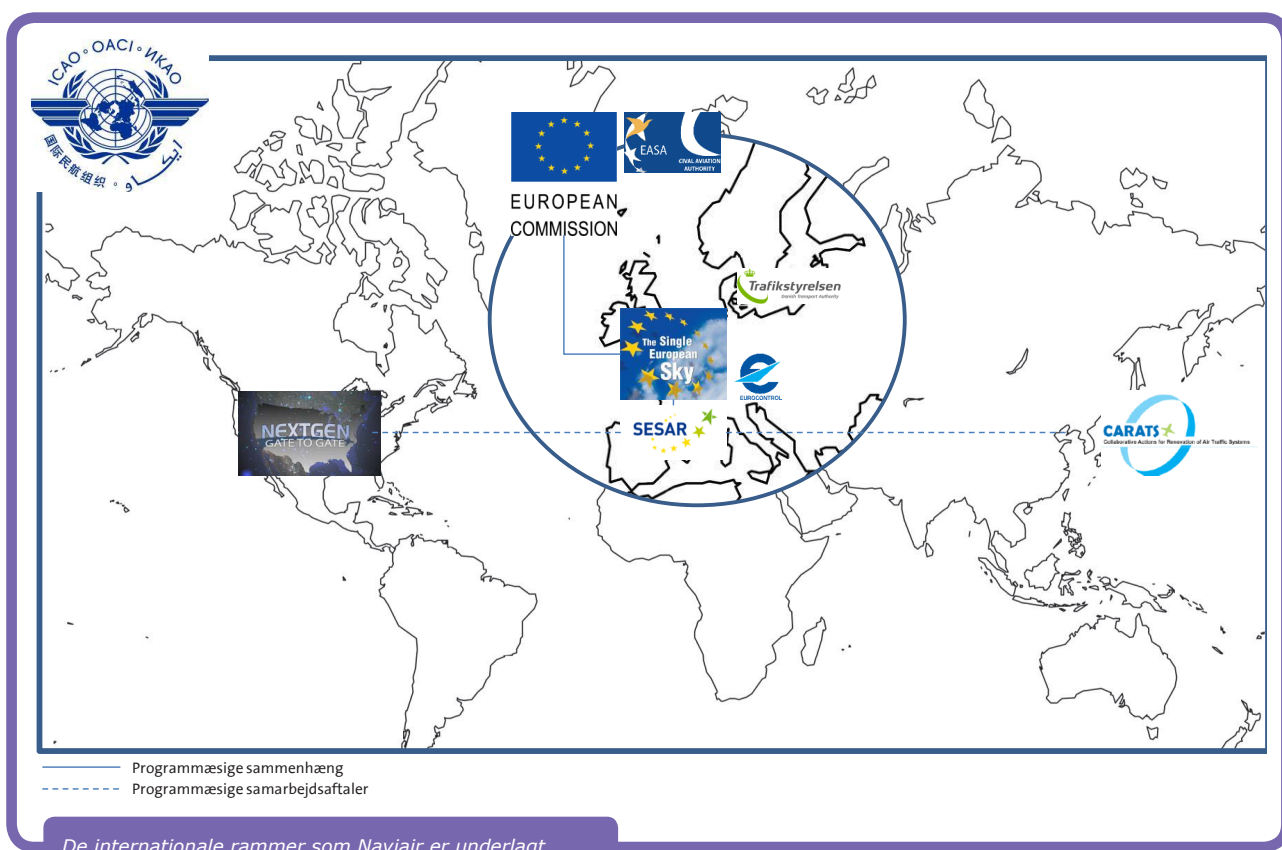 ICAO ◦ OACI ◦ ИКАО
国际民航组织 ◦ ايكاو
EASA
CIVAL AVIATION
AUTHORITY
EUROPEAN
COMMISSION
Trafikstyrelsen
Danish Transport Authority
The Single
European
Sky
EUROCONTROL
NEXTGEN
GATE TO GATE
SESAR
CARATS
Collaborative Actions for Renovation of Air Traffic Systems
Programmæsige sammenhæng
Programmæsige samarbejdsaftaler
De internationale rammer som Naviair er underlagt